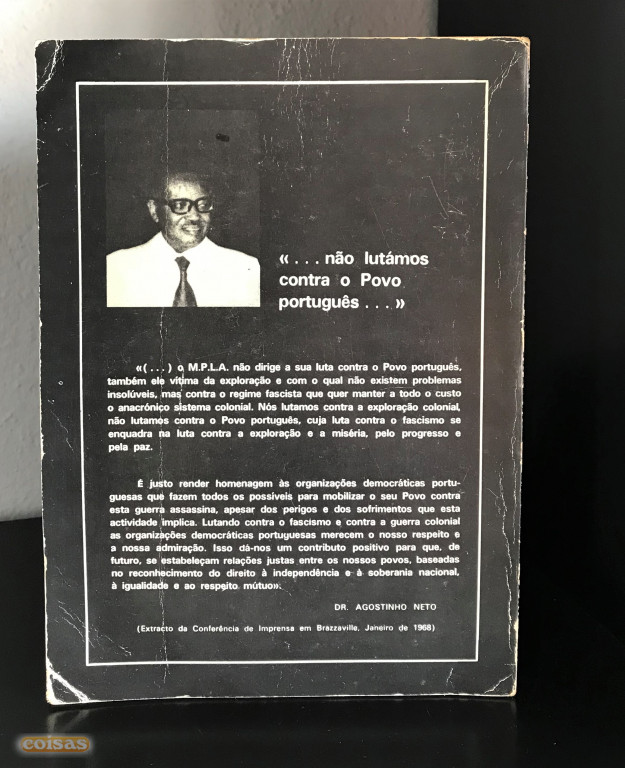 «. . . não lutámos
contra o Povo
português . . .»
«(. . .) o M.P.L.A. não dirige a sua luta contra o Povo português,
também ele vítima da exploração e com o qual não existem problemas
insolúveis, mas contra o regime fascista que quer manter a todo o custo
o anacrónico sistema colonial. Nós lutamos contra a exploração colonial,
não lutamos contra o Povo português, cuja luta contra o fascismo se
enquadra na luta contra a exploração e a miséria, pelo progresso e
pela paz.
É justo render homenagem às organizações democráticas portu-
guesas que fazem todos os possiveis para mobilizar o seu Povo contra
esta guerra assassina, apesar dos perigos e dos sofrimentos que esta
actividade implica. Lutando contra o fascismo e contra a guerra colonial
as organizações democráticas portuguesas merecem o nosso respeito e
a nossa admiração. Isso dá-nos um contributo positivo para que, de
futuro, se estabeleçam relações justas entre os nossos povos, baseadas
no reconhecimento do direito à independência e à soberania nacional,
à igualdade e ao respeito mútuo».
DR. AGOSTINHO NETO
(Extracto da Conferência de Imprensa em Brazzaville, Janeiro de 1968)
coisas